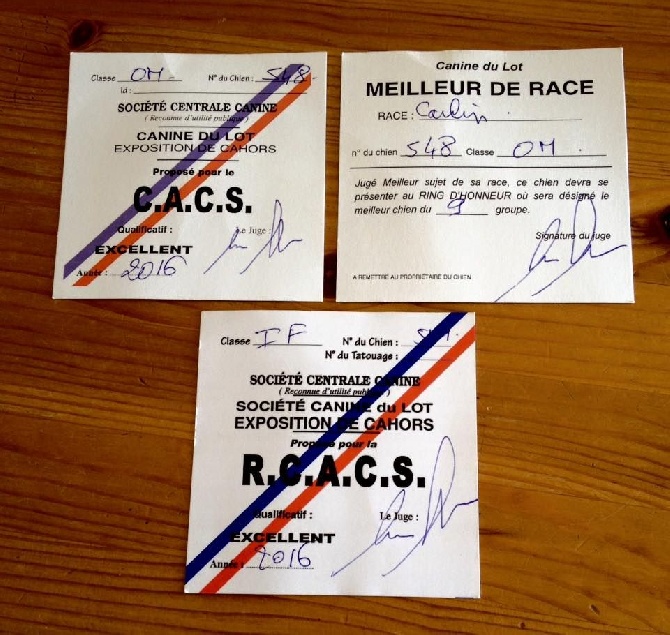 Classe OM - N° du Chien : 548 -
Id :
SOCIÉTÉ CENTRALE CANINE
( Reconnue d'utilité publique )
CANINE DU LOT
EXPOSITION DE CAHORS
Proposé pour le
C.A.C.S.
Qualificatif : Le Juge :
EXCELLENT
Année : 2016
Canine du Lot
MEILLEUR DE RACE
RACE : Carlin
n° du chien 548 Classe OM .
Jugé Meilleur sujet de sa race, ce chien devra se
présenter au RING D'HONNEUR où sera désigné le
meilleur chien du 9 groupe.
Signature du juge
A REMETTRE AU PROPRIETAIRE DU CHIEN
Classe IF N° du Chien :
N° du Tatouage :
SOCIÉTÉ CENTRALE CANINE
( Reconnue d'utilité publique )
SOCIÉTÉ CANINE du LOT
EXPOSITION DE CAHORS
Proposé pour la
R.C.A.C.S.
Qualificatif : Le Juge :
EXCELLENT
Année : 2016